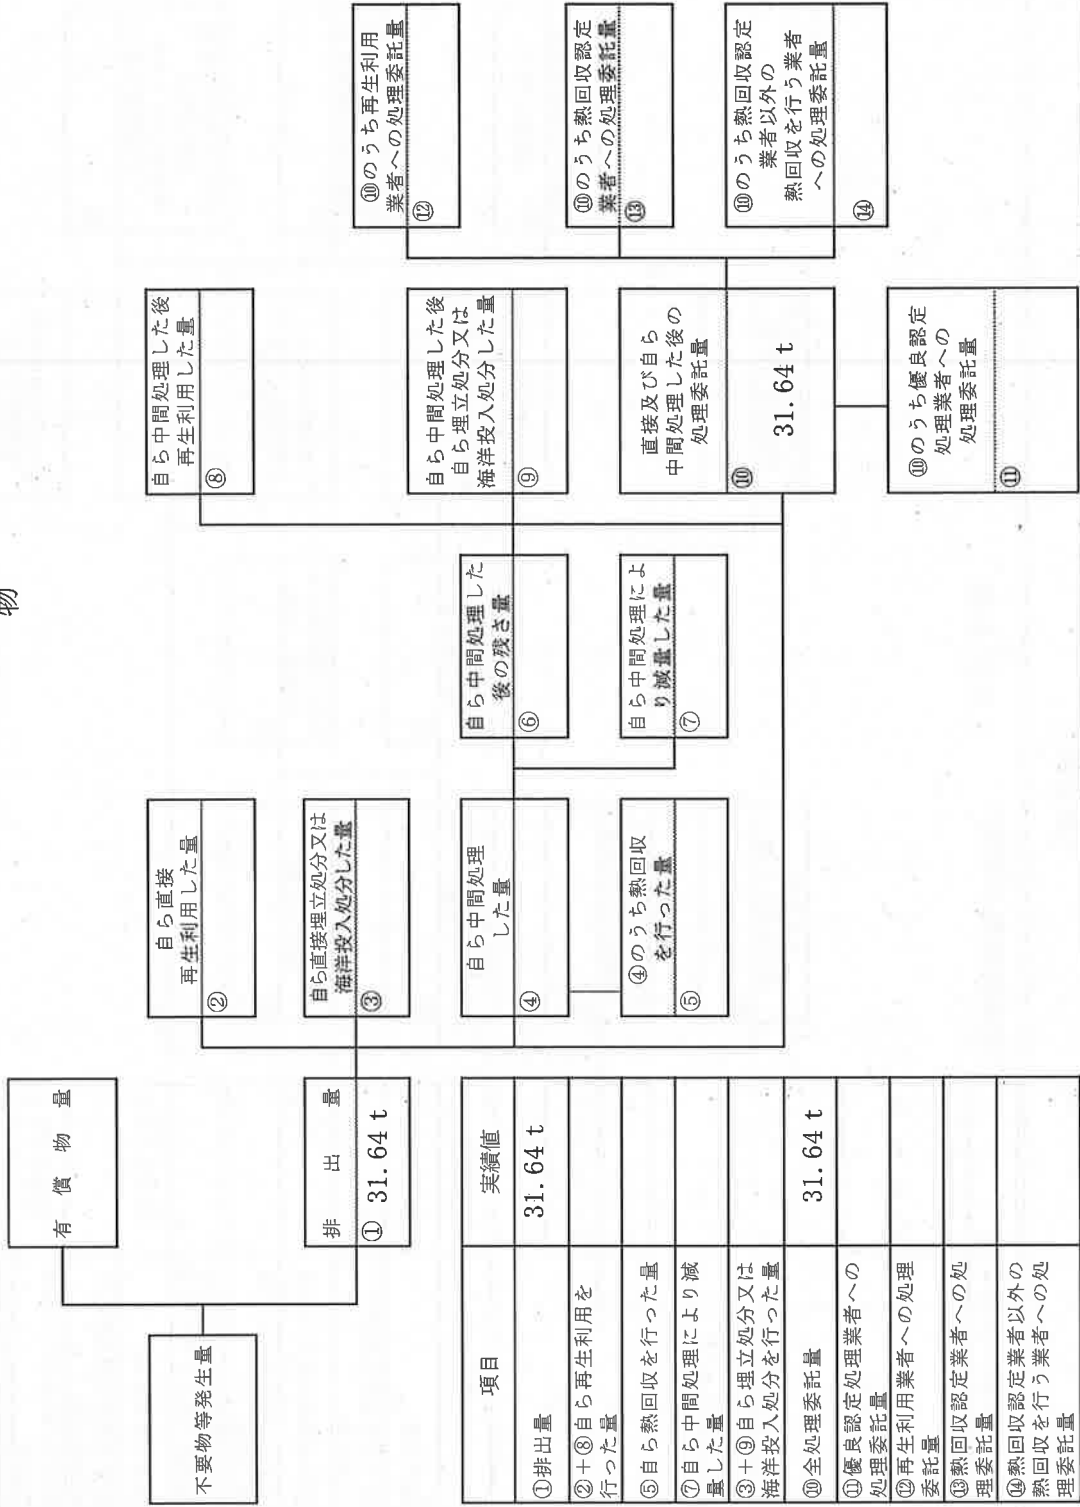 物
不要物等発生量
有償物量
排出量
① 31.64 t
自ら直接
再生利用した量
②
自ら直接埋立処分又は
海洋投入処分した量
③
自ら中間処理
した量
④
④のうち熱回収
を行った量
⑤
自ら中間処理した
後の残さ量
⑥
自ら中間処理によ
り減量した量
⑦
自ら中間処理した後
再生利用した量
⑧
自ら中間処理した後
自ら埋立処分又は
海洋投入処分した量
⑨
直接及び自ら
中間処理した後の
処理委託量
⑩
31.64 t
⑩のうち優良認定
処理業者への
処理委託量
⑪
⑩のうち再生利用
業者への処理委託量
⑫
⑩のうち熱回収認定
業者への処理委託量
⑬
⑩のうち熱回収認定
業者以外の
熱回収を行う業者
への処理委託量
⑭
項目 実績値
①排出量 31.64 t
②＋⑧自ら再生利用を
行った量
⑤自ら熱回収を行った量
⑦自ら中間処理により減
量した量
③＋⑨自ら埋立処分又は
海洋投入処分を行った量
⑩全処理委託量 31.64 t
⑪優良認定処理業者への
処理委託量
⑫再生利用業者への処理
委託量
⑬熱回収認定業者への処
理委託量
⑭熱回収認定業者以外の
熱回収を行う業者への処
理委託量